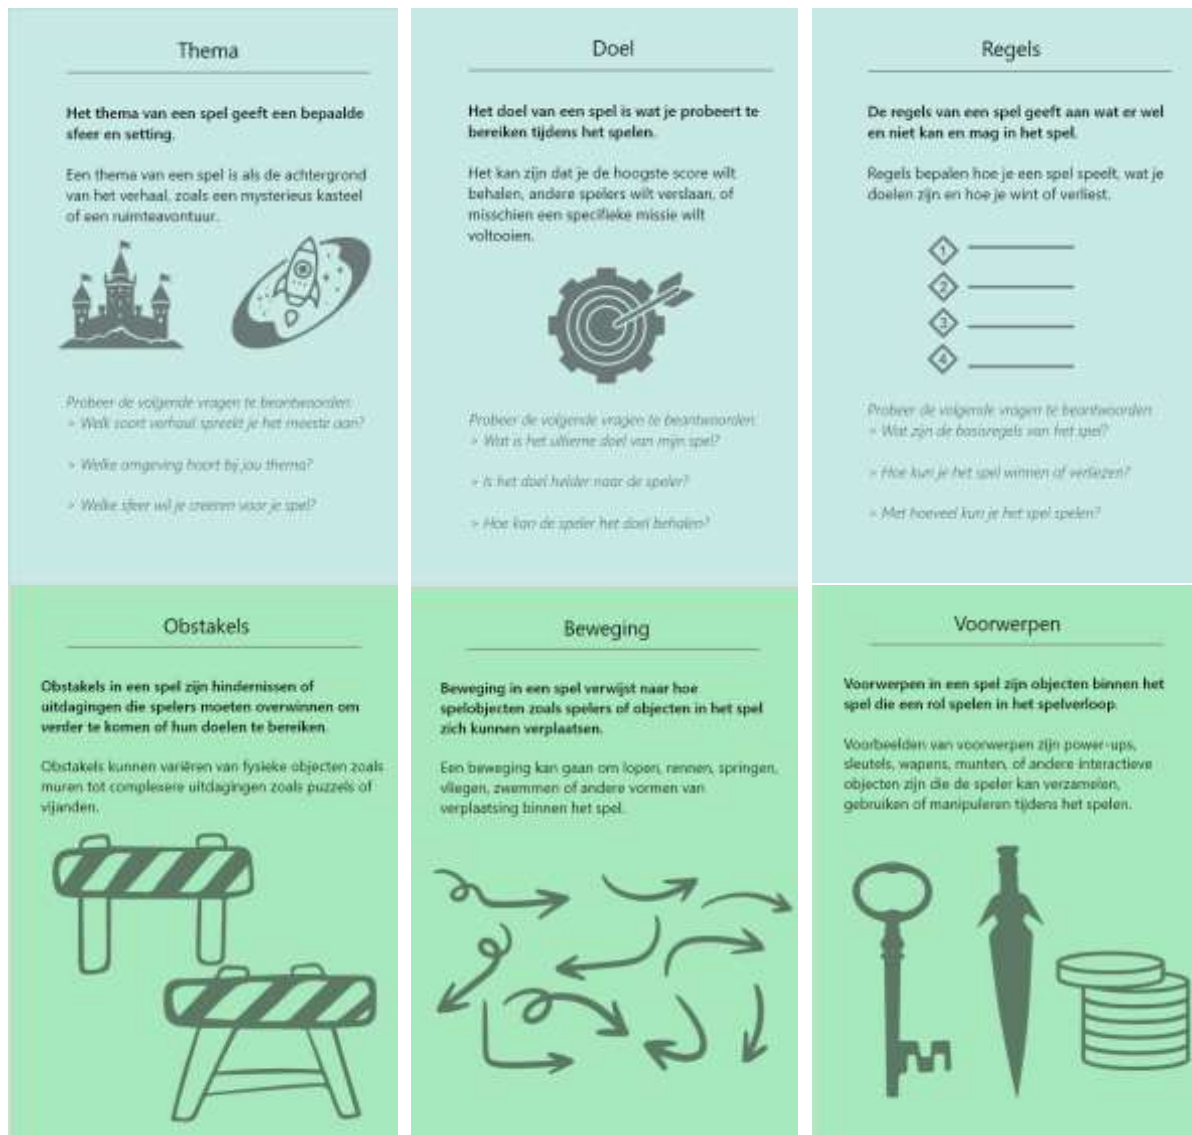 Thema
Het thema van een spel geeft een bepaalde
sfeer en setting.
Een thema van een spel is als de achtergrond
van het verhaal, zoals een mysterieus kasteel
of een ruimteavontuur.
Probeer de volgende vragen te beantwoorden:
> Welk soort verhaal spreekt je het meeste aan?
> Welke omgeving hoort bij jou thema?
> Welke sfeer wil je creeren voor je spel?
Doel
Het doel van een spel is wat je probeert te
bereiken tijdens het spelen.
Het kan zijn dat je de hoogste score wilt
behalen, andere spelers wilt verslaan, of
misschien een specifieke missie wilt
voltooien.
Probeer de volgende vragen te beantwoorden:
> Wat is het ultieme doel van mijn spel?
> Is het doel helder naar de speler?
> Hoe kan de speler het doel behalen?
Regels
De regels van een spel geeft aan wat er wel
en niet kan en mag in het spel.
Regels bepalen hoe je een spel speelt, wat je
doelen zijn en hoe je wint of verliest.
1
2
3
4
Probeer de volgende vragen te beantwoorden:
> Wat zijn de basisregels van het spel?
> Hoe kun je het spel winnen of verliezen?
> Met hoeveel kun je het spel spelen?
Obstakels
Obstakels in een spel zijn hindernissen of
uitdagingen die spelers moeten overwinnen om
verder te komen of hun doelen te bereiken.
Obstakels kunnen variëren van fysieke objecten zoals
muren tot complexere uitdagingen zoals puzzels of
vijanden.
Beweging
Beweging in een spel verwijst naar hoe
spelobjecten zoals spelers of objecten in het spel
zich kunnen verplaatsen.
Een beweging kan gaan om lopen, rennen, springen,
vliegen, zwemmen of andere vormen van
verplaatsing binnen het spel.
Voorwerpen
Voorwerpen in een spel zijn objecten binnen het
spel die een rol spelen in het spelverloop.
Voorbeelden van voorwerpen zijn power-ups,
sleutels, wapens, munten, of andere interactieve
objecten zijn die de speler kan verzamelen,
gebruiken of manipuleren tijdens het spelen.